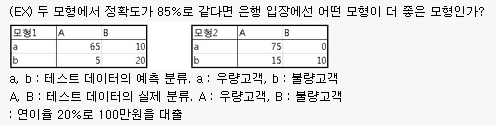 (EX) 두 모형에서 정확도가 85%로 같다면 은행 입장에선 어떤 모형이 더 좋은 모형인가?
모형1 A B 모형2 A B
a 65 10 a 75 0
b 5 20 b 15 10
a, b : 테스트 데이터의 예측 분류. a : 우량고객, b : 불량고객
A, B : 테스트 데이터의 실제 분류. A : 우량고객, B : 불량고객
: 연이율 20%로 100만원을 대출